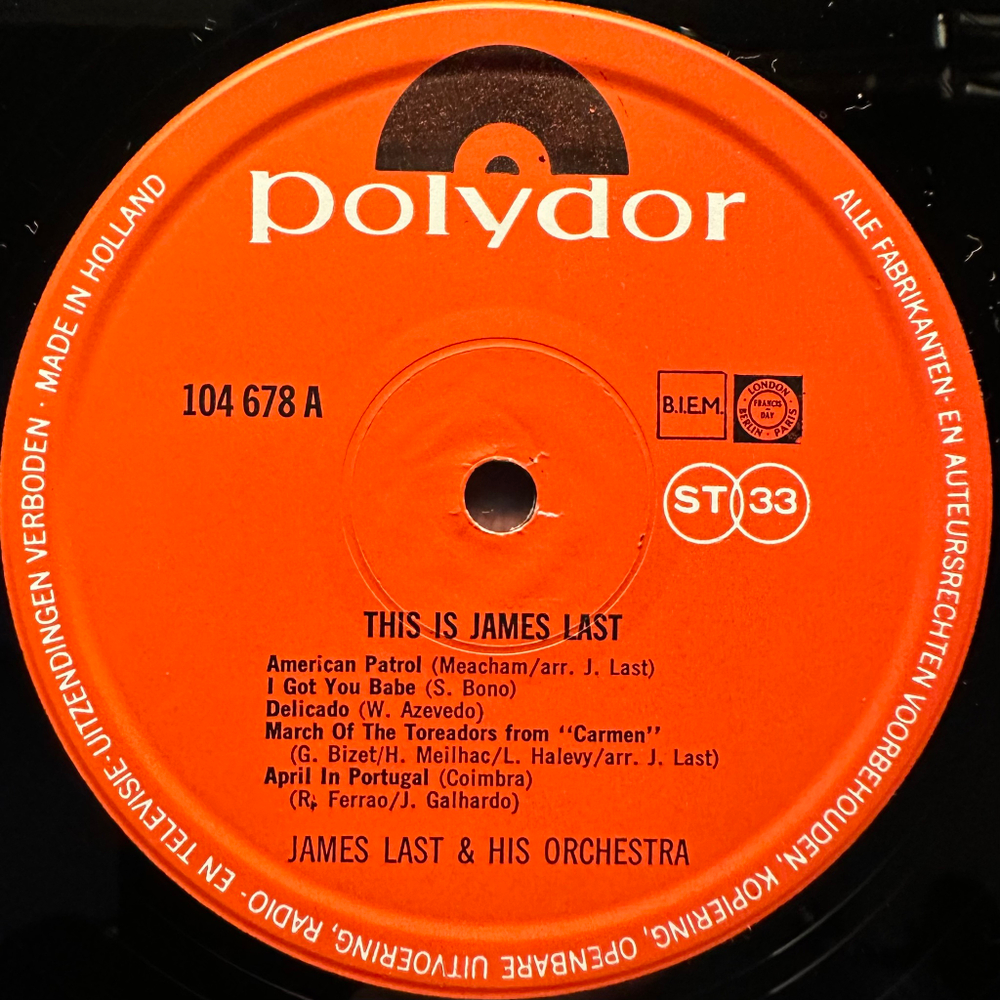 polydor
ALLE FABRIKANTEN- EN AUTEURSRECHTEN VOORBEHOUDEN, KOPIERING, OPENBARE UITVOERING, RADIO- EN TELEVISIE-UITZENDINGEN VERBODEN · MADE IN HOLLAND
104 678 A
B.I.E.M.
LONDON
FRANCIS
DAY
BERLIN · PARIS
ST 33
THIS IS JAMES LAST
American Patrol (Meacham/arr. J. Last)
I Got You Babe (S. Bono)
Delicado (W. Azevedo)
March Of The Toreadors from “Carmen”
(G. Bizet/H. Meilhac/L. Halevy/arr. J. Last)
April In Portugal (Coimbra)
(R. Ferrao/J. Galhardo)
JAMES LAST & HIS ORCHESTRA